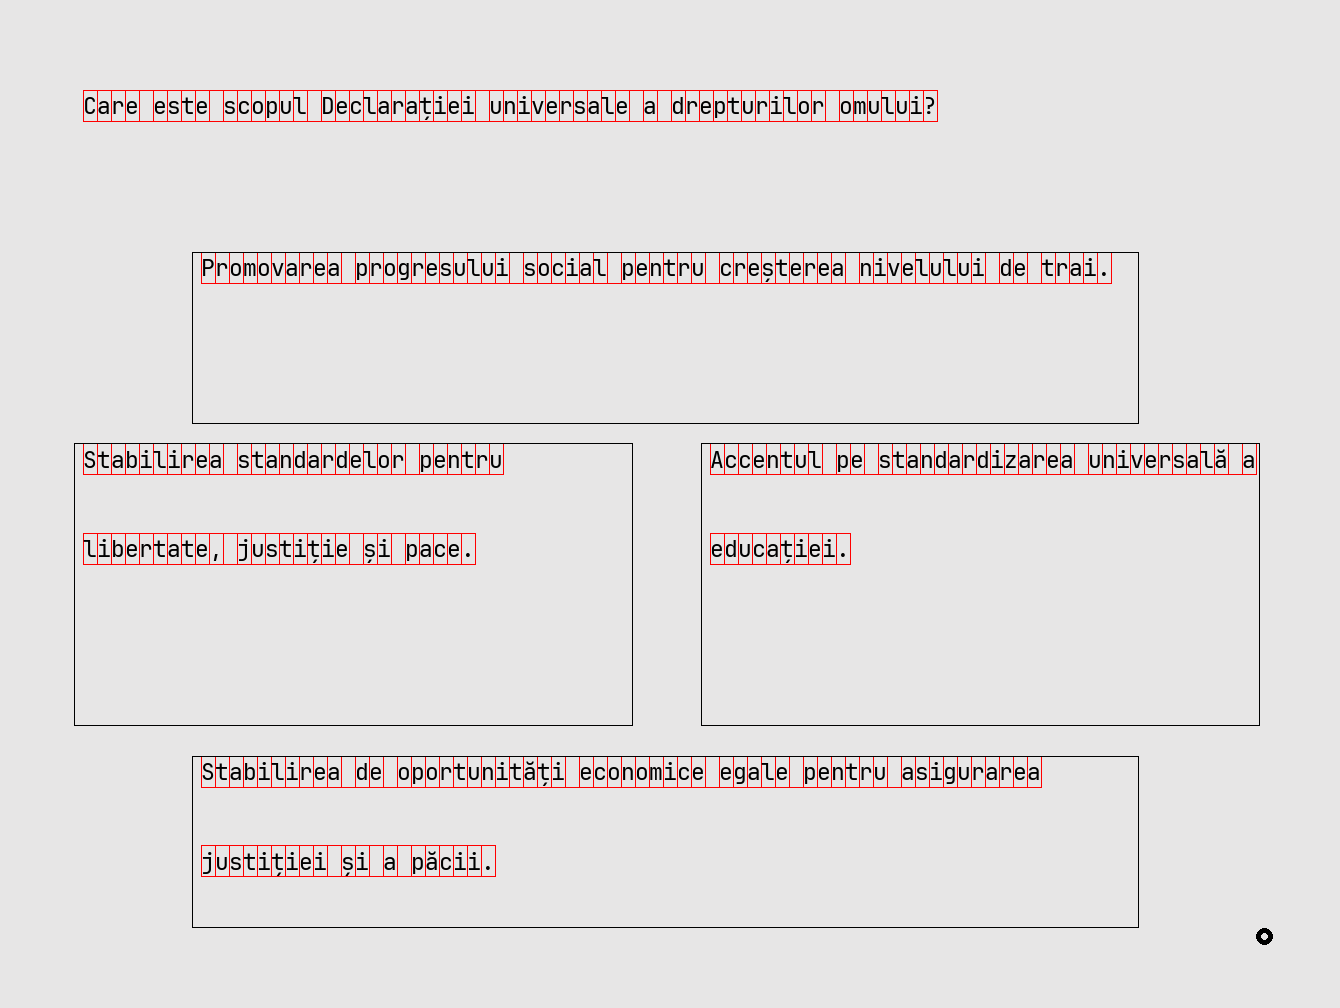 Care este scopul Declarației universale a drepturilor omului?
Promovarea progresului social pentru creșterea nivelului de trai.
Stabilirea standardelor pentru
libertate, justiție și pace.
Accentul pe standardizarea universală a
educației.
Stabilirea de oportunități economice egale pentru asigurarea
justiției și a păcii.